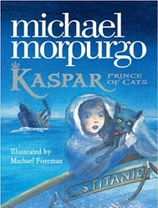 michael
morpurgo
KASPAR
PRINCE OF
CATS
Illustrated by
Michael Foreman
S.S.TITANIC